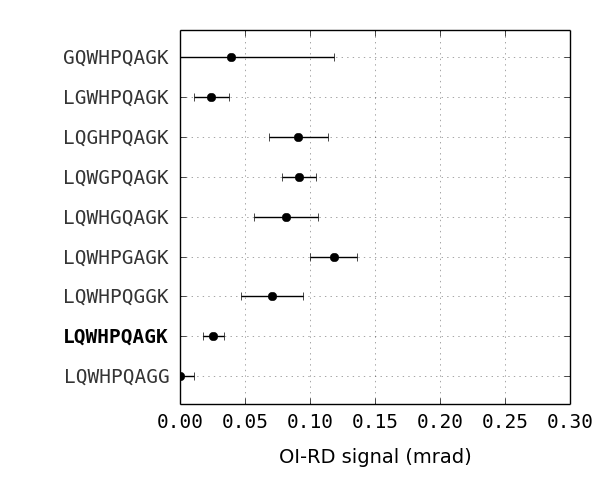 GQWHPQAGK
LGWHPQAGK
LQGHPQAGK
LQWGPQAGK
LQWHGQAGK
LQWHPGAGK
LQWHPQGGK
LQWHPQAGK
LQWHPQAGG
0.00 0.05 0.10 0.15 0.20 0.25 0.30
OI-RD signal (mrad)